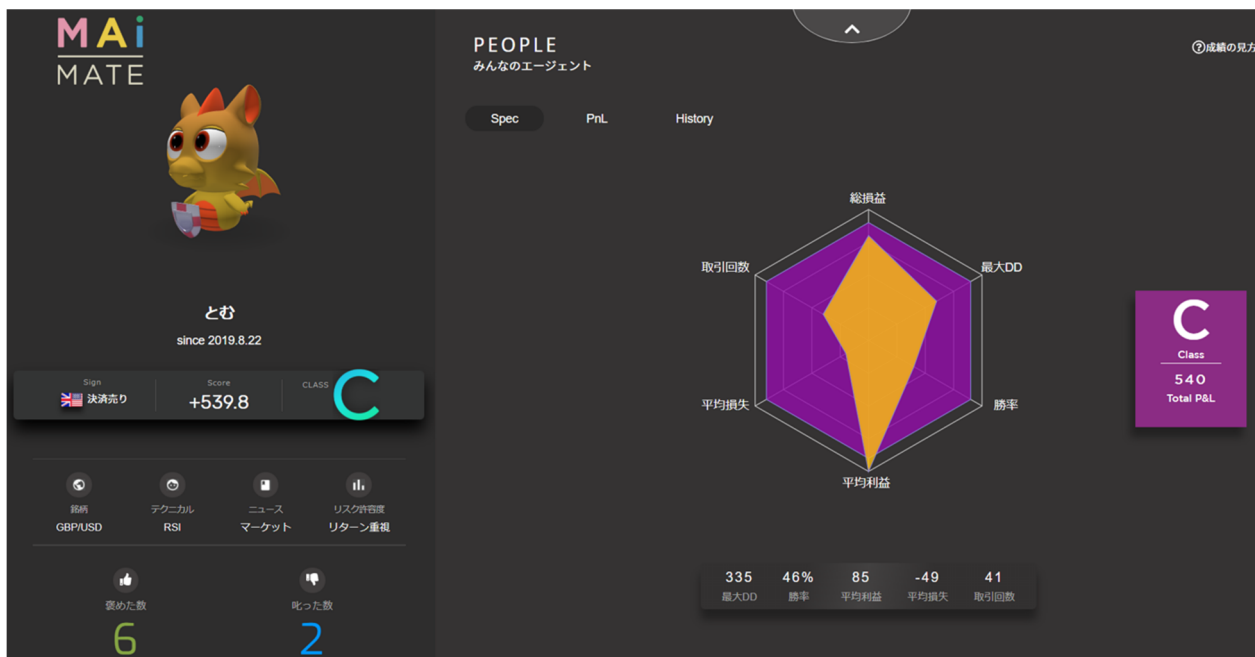 MAi
MATE
とむ
since 2019.8.22
Sign
決済売り
Score
+539.8
CLASS
C
銘柄
GBP/USD
テクニカル
RSI
ニュース
マーケット
リスク許容度
リターン重視
褒めた数
6
叱った数
2
PEOPLE
みんなのエージェント
?成績の見方
Spec PnL History
総損益
取引回数
最大DD
平均損失
勝率
平均利益
335 46% 85 -49 41
最大DD 勝率 平均利益 平均損失 取引回数
C
Class
540
Total P&L